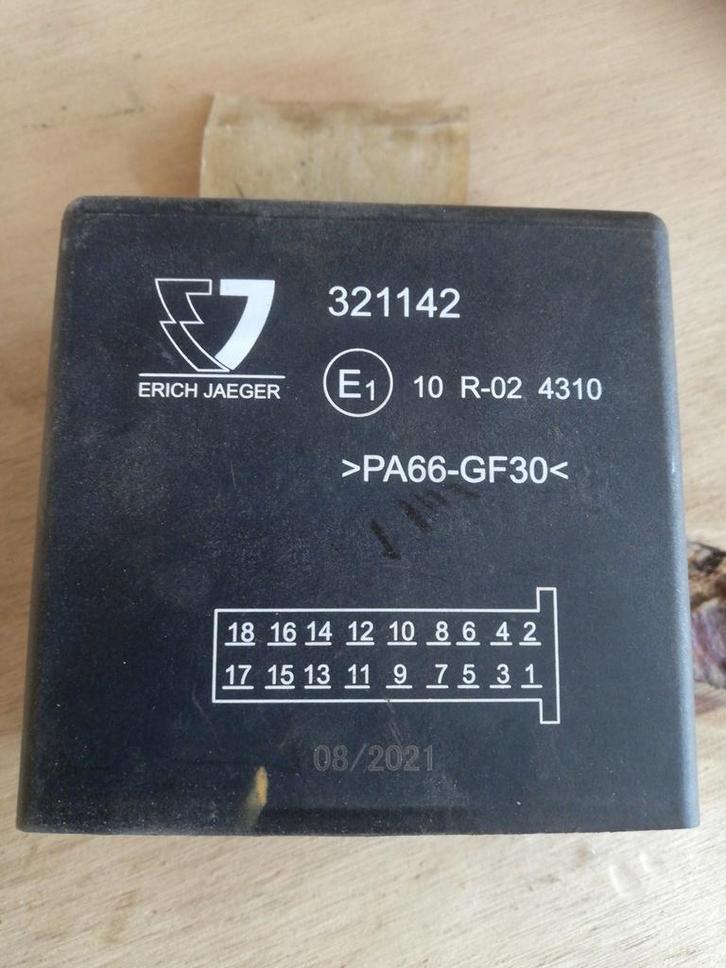 321142
ERICH JAEGER
E1 10 R-02 4310
>PA66-GF30<
18 16 14 12 10 8 6 4 2
17 15 13 11 9 7 5 3 1
08/2021